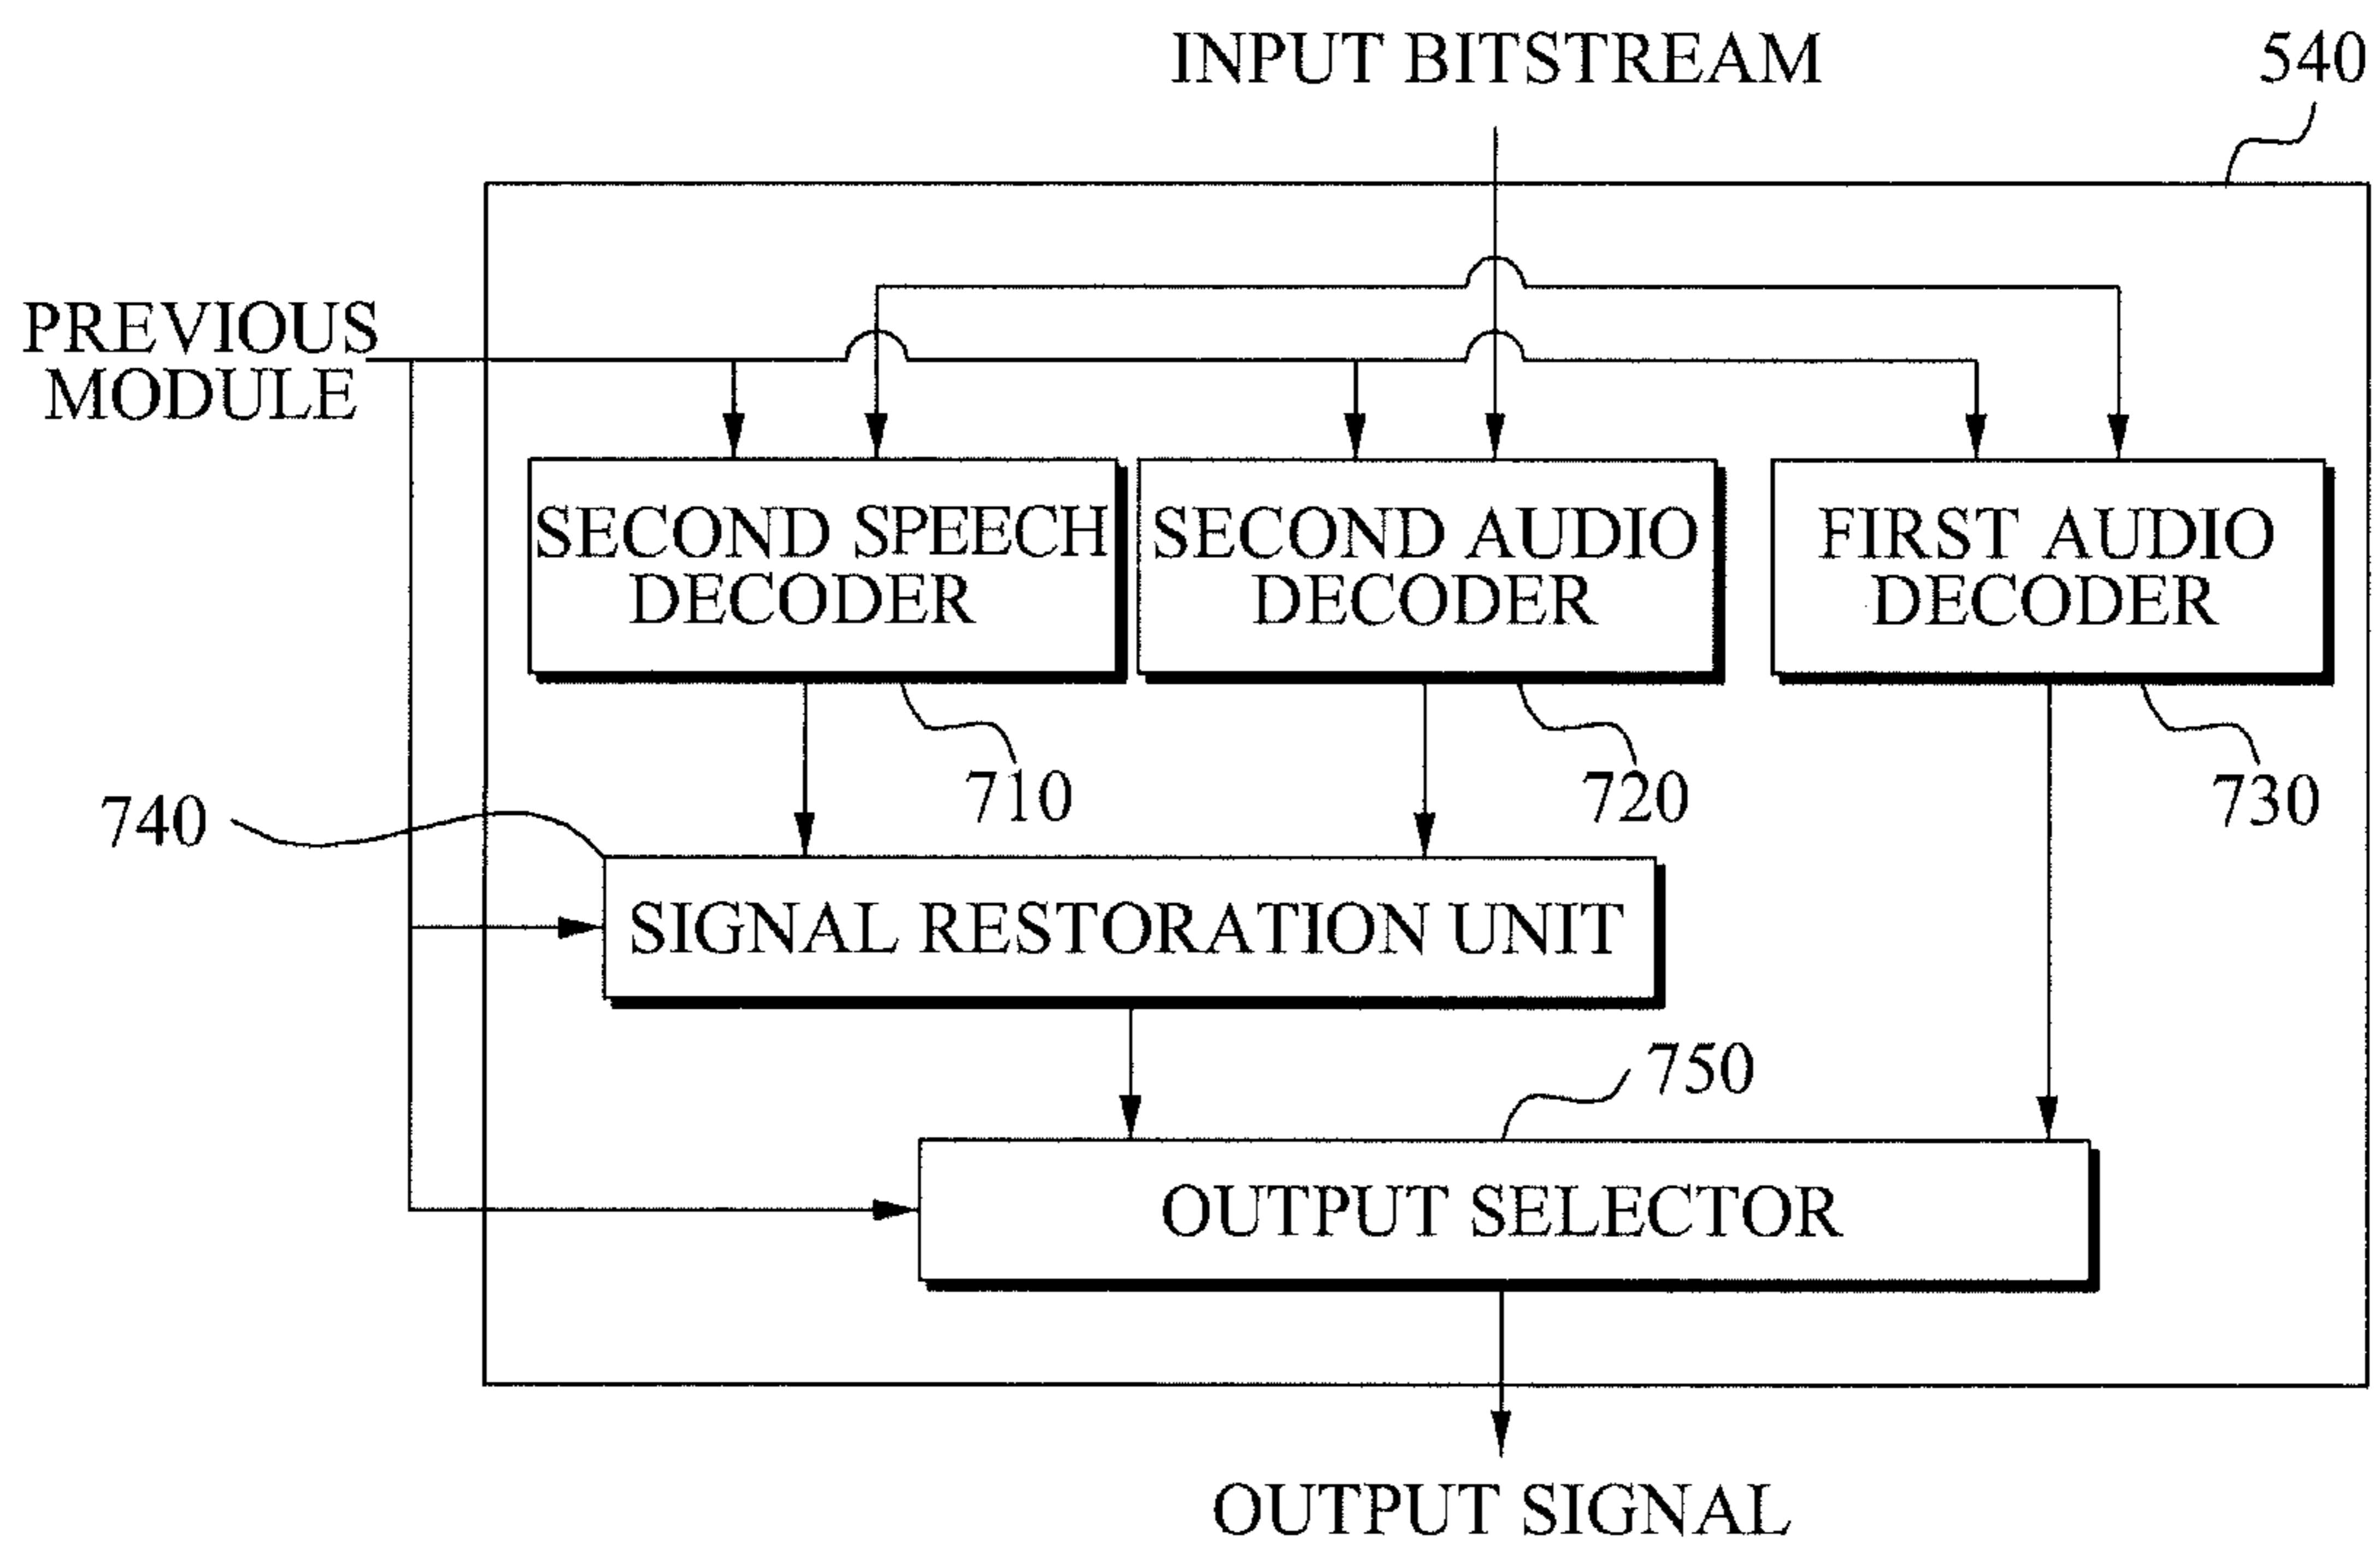 INPUT BITSTREAM
540
PREVIOUS
MODULE
SECOND SPEECH
DECODER
SECOND AUDIO
DECODER
FIRST AUDIO
DECODER
710
720
730
740
SIGNAL RESTORATION UNIT
750
OUTPUT SELECTOR
OUTPUT SIGNAL